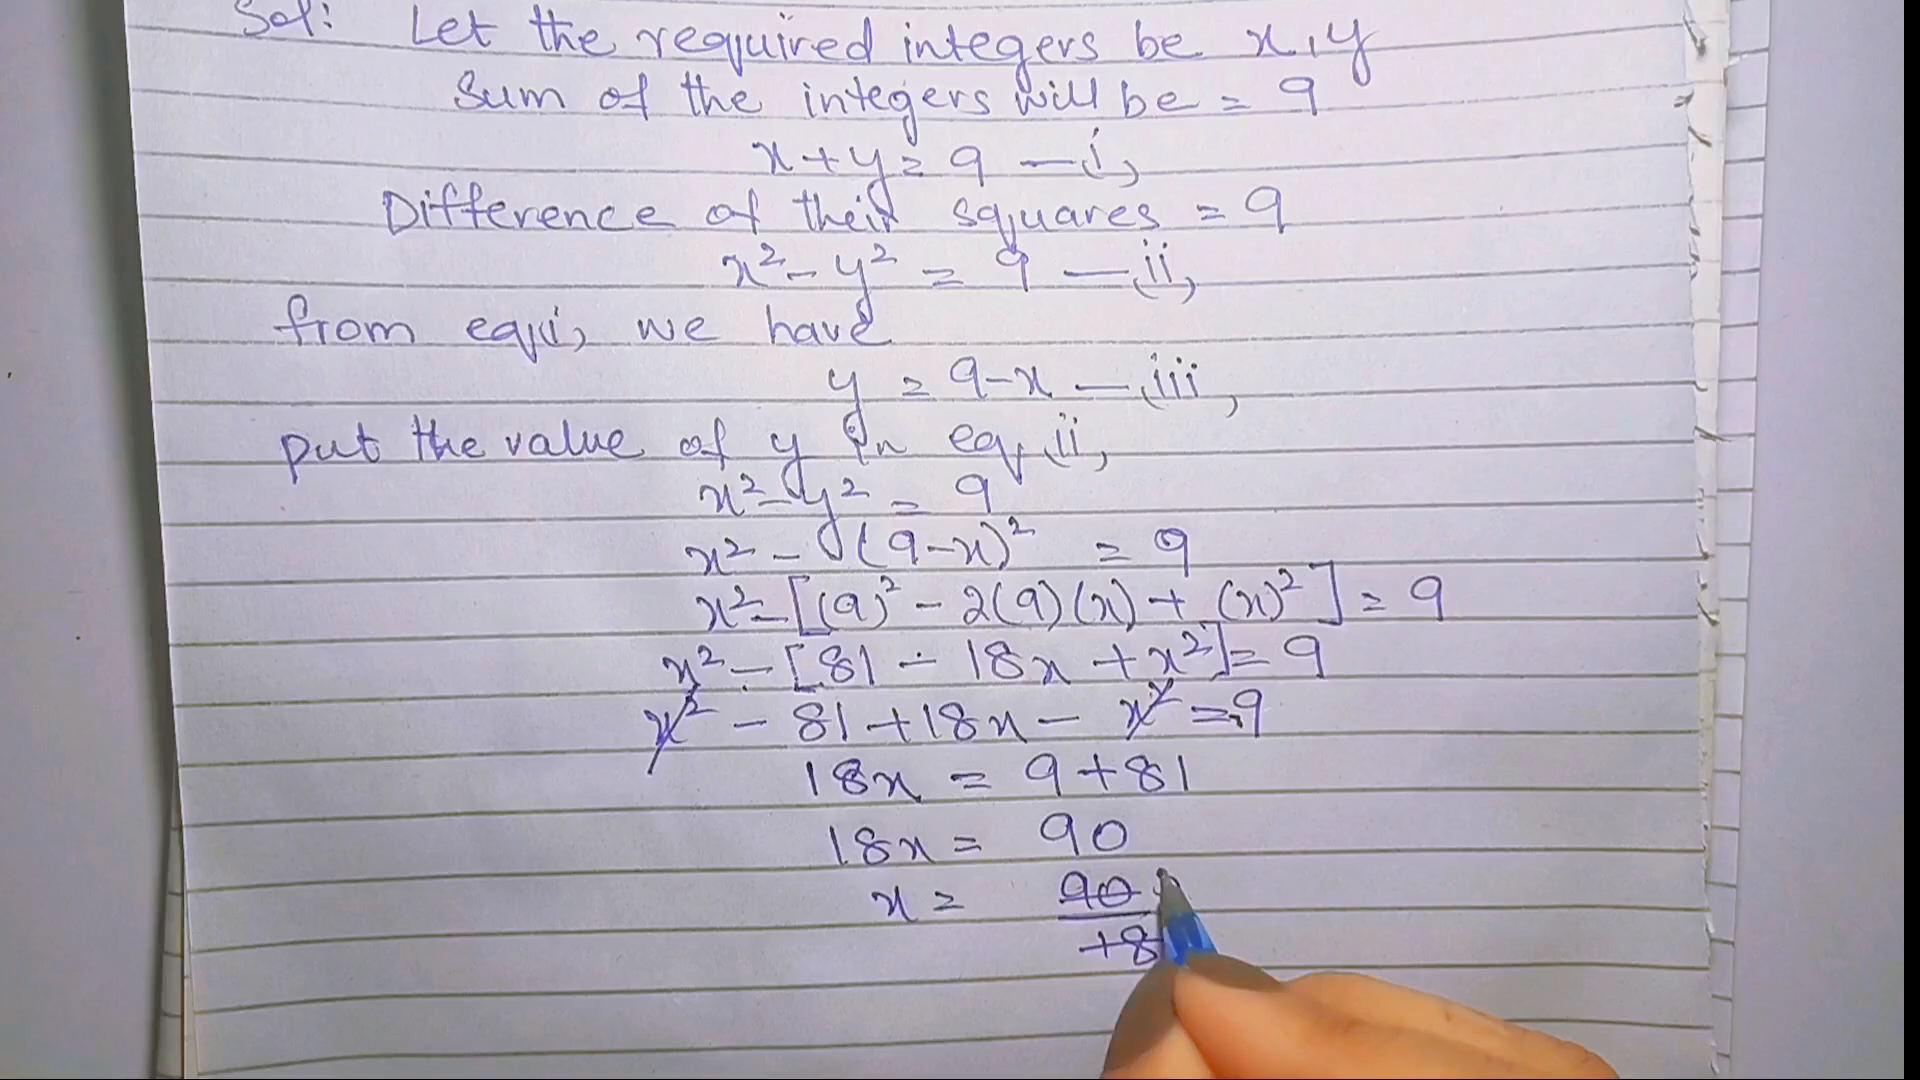 Sol: Let the required integers be x, y
Sum of the integers will be = 9
x + y = 9 — (i)
Difference of their squares = 9
x² - y² = 9 — (ii)
from eq (i) we have
y = 9 - x — (iii)
put the value of y in eq (ii)
x² - y² = 9
x² - (9 - x)² = 9
x² - [(9)² - 2(9)(x) + (x)²] = 9
x² - [81 - 18x + x²] = 9
x² - 81 + 18x - x² = 9
18x = 9 + 81
18x = 90
x = 90
18